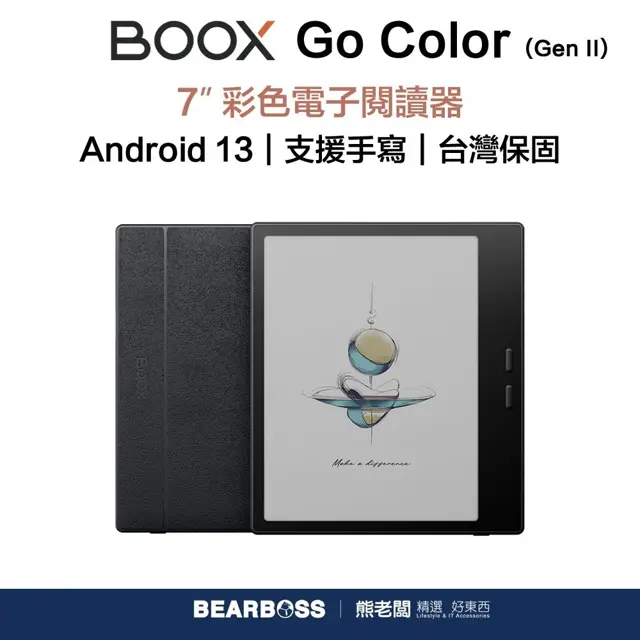 BOOX Go Color (Gen II)
7” 彩色電子閱讀器
Android 13｜支援手寫｜台灣保固
BOOX
Make a difference
BEARBOSS | 熊老闆 精選 好東西
Lifestyle & IT Accessories